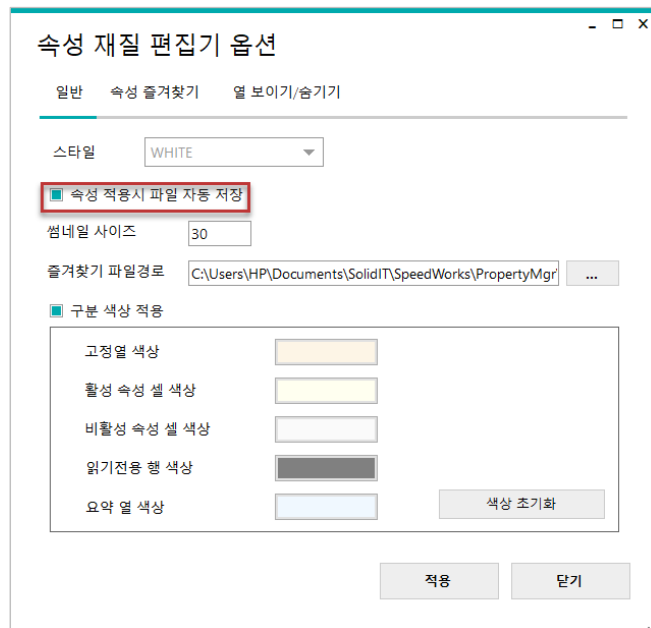 속성 재질 편집기 옵션
일반 속성 즐겨찾기 열 보이기/숨기기
스타일 WHITE
속성 적용시 파일 자동 저장
썸네일 사이즈 30
즐겨찾기 파일경로 C:\Users\HP\Documents\SolidIT\SpeedWorks\PropertyMgr ...
구분 색상 적용
고정열 색상
활성 속성 셀 색상
비활성 속성 셀 색상
읽기전용 행 색상
요약 열 색상 색상 초기화
적용 닫기